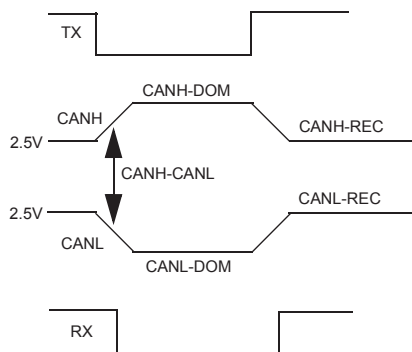 TX
CANH-DOM
CANH
CANH-REC
2.5V
CANH-CANL
CANL-REC
2.5V
CANL
CANL-DOM
RX